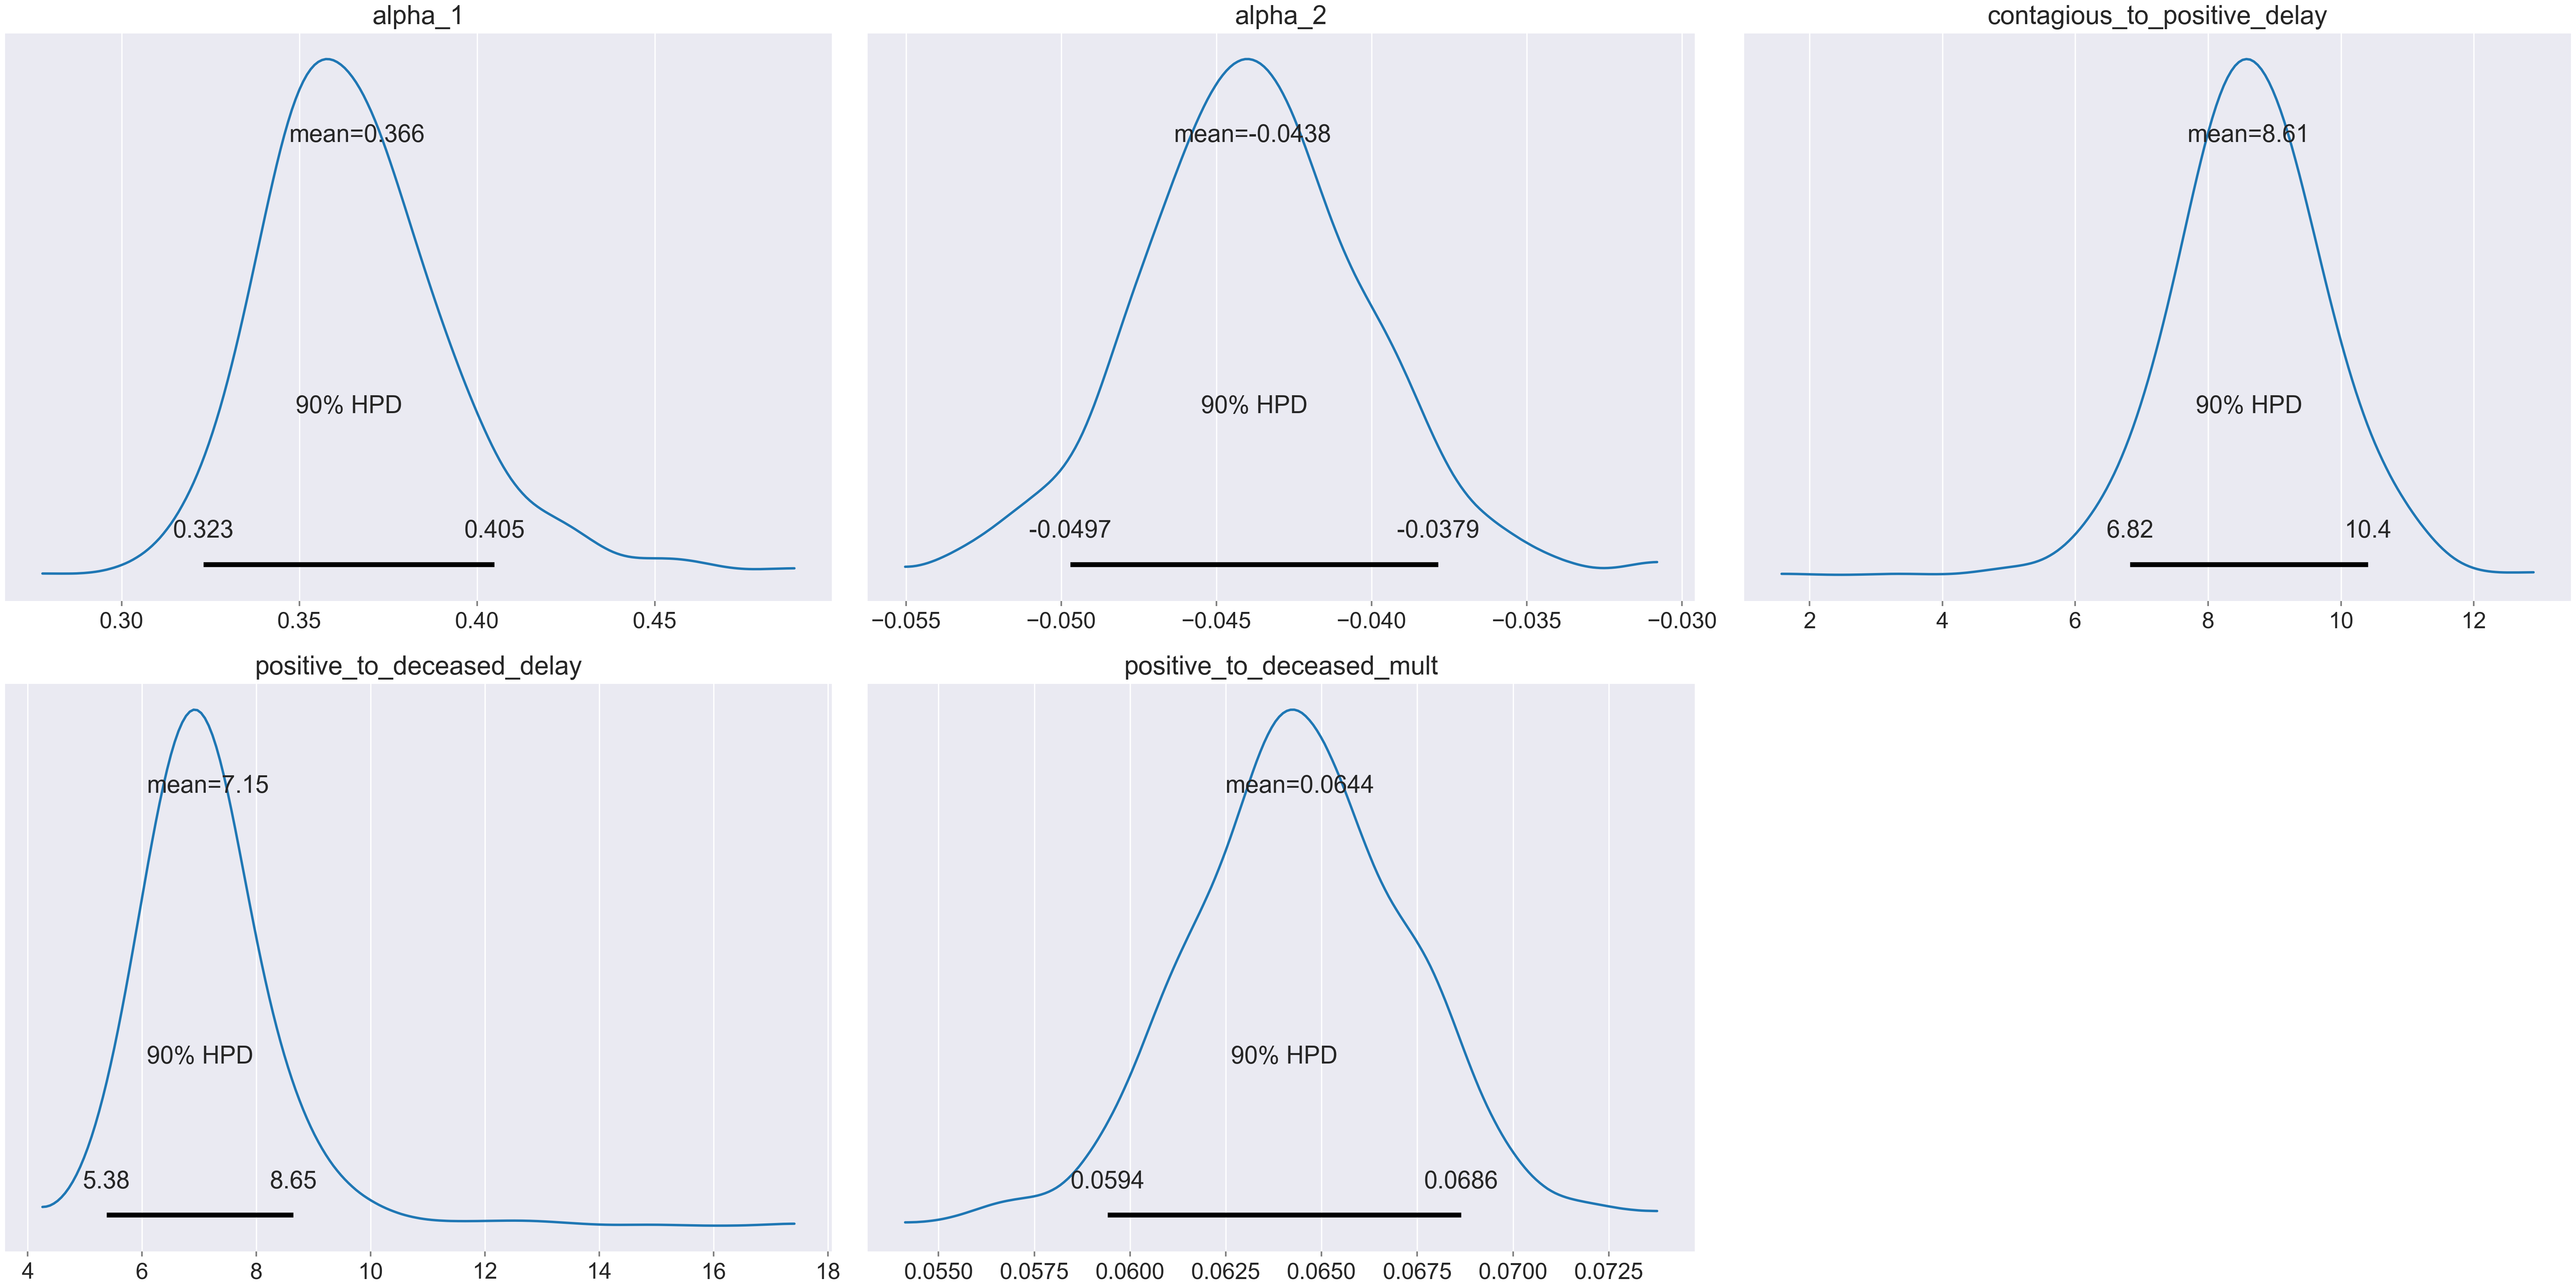 alpha_1
mean=0.366
90% HPD
0.323 0.405
0.30 0.35 0.40 0.45
alpha_2
mean=-0.0438
90% HPD
-0.0497 -0.0379
−0.055 −0.050 −0.045 −0.040 −0.035 −0.030
contagious_to_positive_delay
mean=8.61
90% HPD
6.82 10.4
2 4 6 8 10 12
positive_to_deceased_delay
mean=7.15
90% HPD
5.38 8.65
4 6 8 10 12 14 16 18
positive_to_deceased_mult
mean=0.0644
90% HPD
0.0594 0.0686
0.0550 0.0575 0.0600 0.0625 0.0650 0.0675 0.0700 0.0725